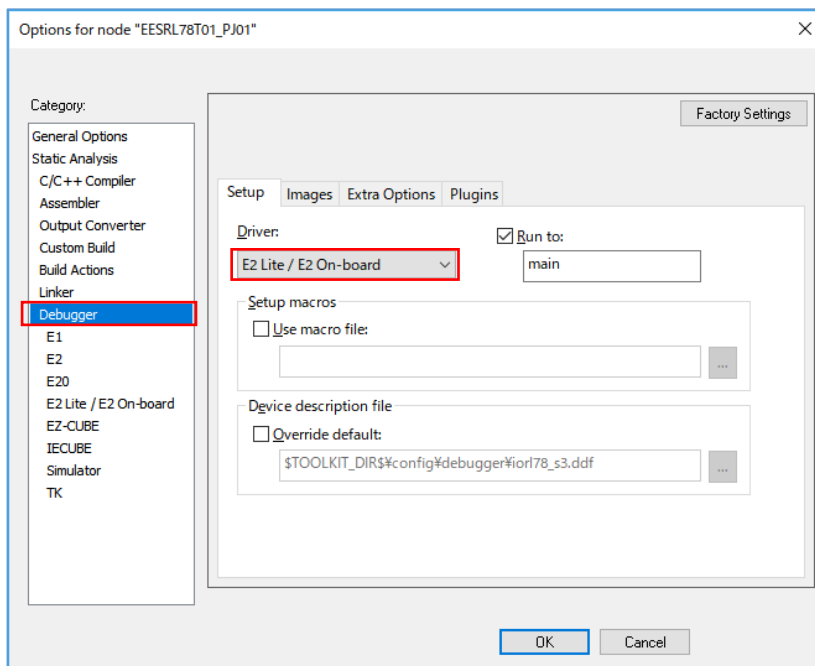 Options for node "EESRL78T01_PJ01"
Category:
General Options
Static Analysis
C/C++ Compiler
Assembler
Output Converter
Custom Build
Build Actions
Linker
Debugger
E1
E2
E20
E2 Lite / E2 On-board
EZ-CUBE
IECUBE
Simulator
TK
Factory Settings
Setup Images Extra Options Plugins
Driver:
E2 Lite / E2 On-board
Run to:
main
Setup macros
Use macro file:
...
Device description file
Override default:
$TOOLKIT_DIR$¥config¥debugger¥iorl78_s3.ddf
...
OK Cancel